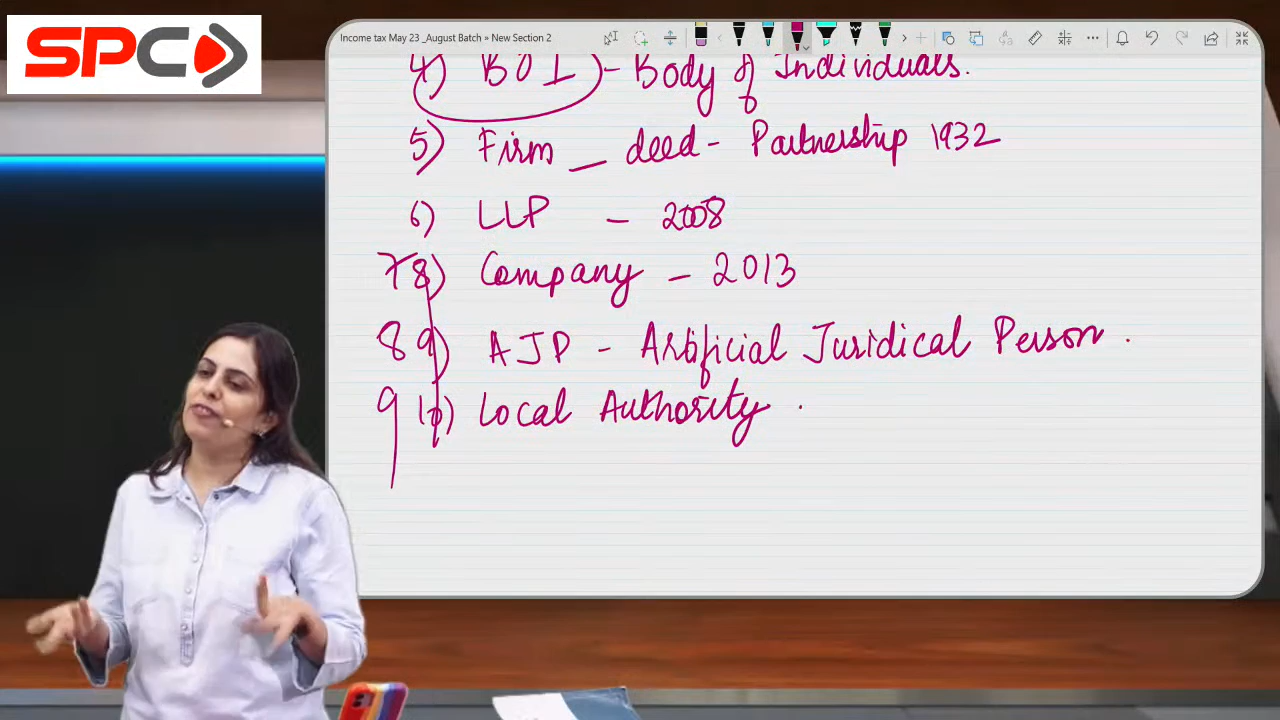 SPC
Income tax May 23 _August Batch » New Section 2
4) BOI - Body of Individuals.
5) Firm _ deed - Partnership 1932
6) LLP - 2008
7 8) Company - 2013
8 9) AJP - Artificial Juridical Person.
9 10) Local Authority.